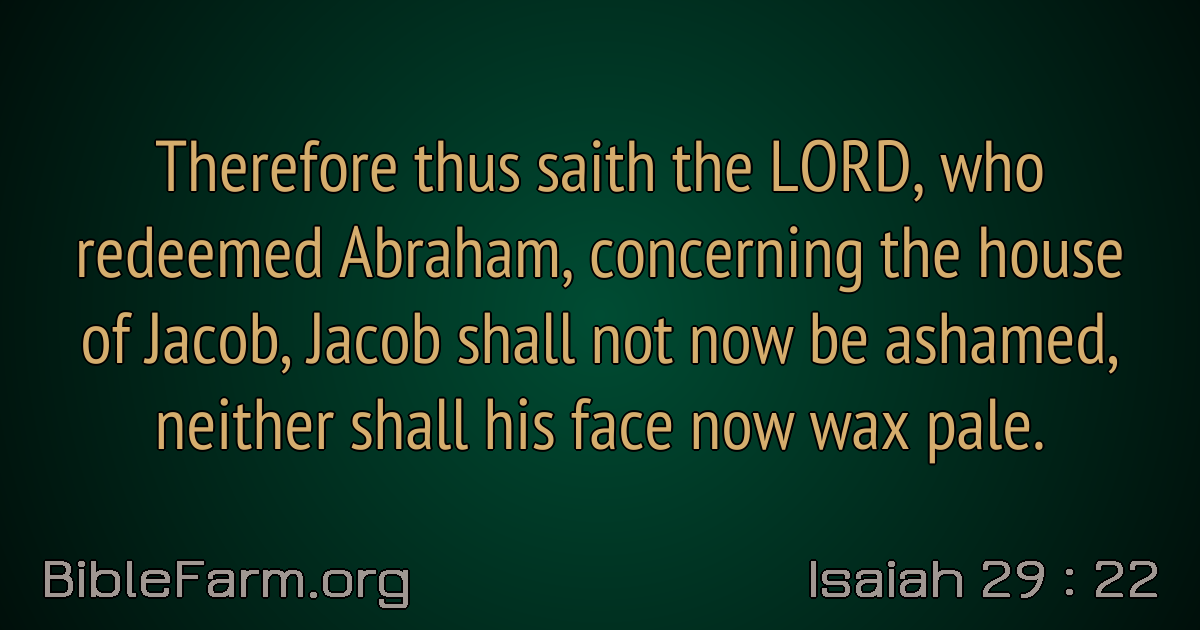 Therefore thus saith the LORD, who
redeemed Abraham, concerning the house
of Jacob, Jacob shall not now be ashamed,
neither shall his face now wax pale.
BibleFarm.org
Isaiah 29 : 22